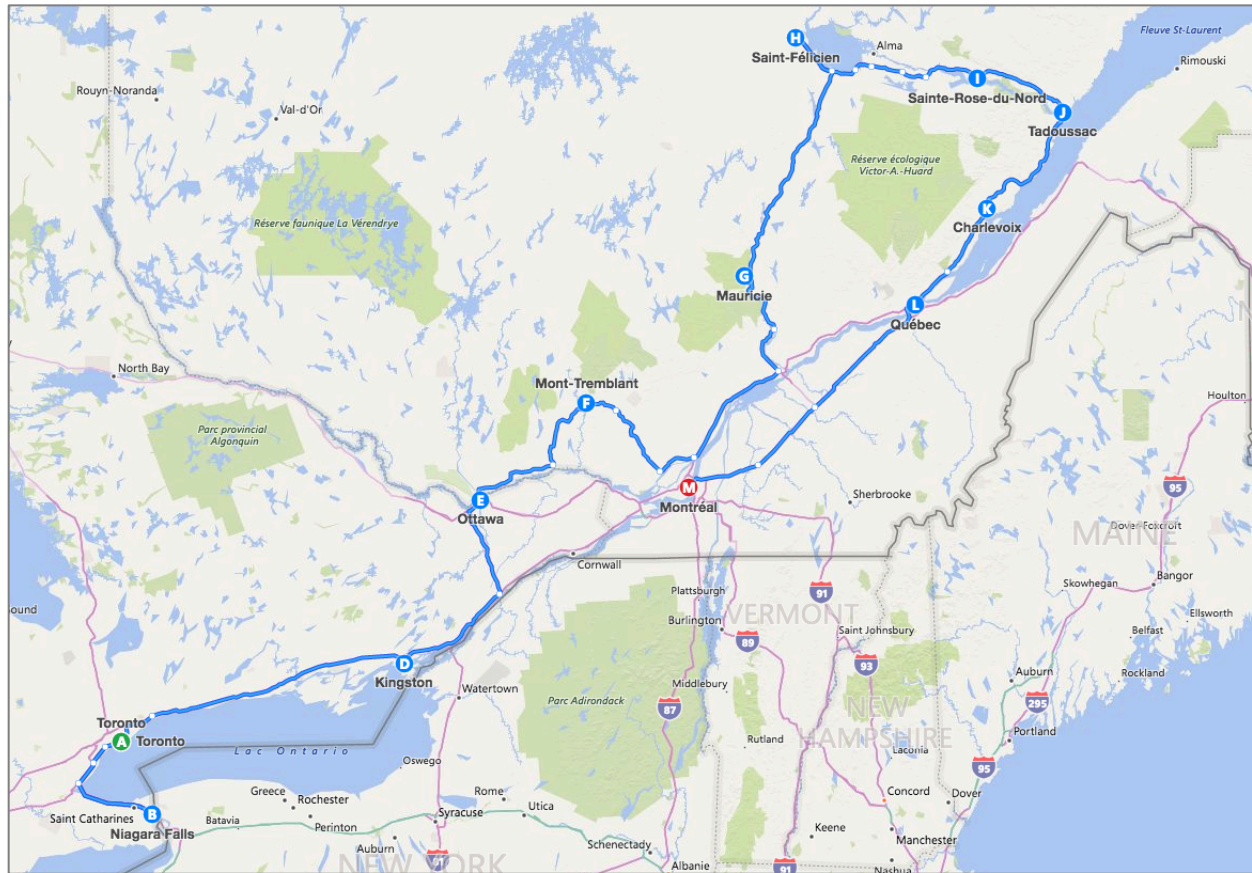 H
Saint-Félicien
Alma
Fleuve St-Laurent
Rimouski
Rouyn-Noranda
Val-d'Or
I
Sainte-Rose-du-Nord
J
Tadoussac
Réserve écologique
Victor-A.-Huard
Réserve faunique La Vérendrye
K
Charlevoix
G
Mauricie
L
Québec
North Bay
Mont-Tremblant
F
Houlton
Parc provincial
Algonquin
E
Ottawa
M
Montréal
Sherbrooke
95
MAINE
Dover-Foxcroft
Cornwall
Skowhegan
Bangor
Plattsburgh
91
VERMONT
Ellsworth
ound
Burlington
89
Saint Johnsbury
Belfast
D
Kingston
93
Auburn
Rockland
Watertown
Middlebury
Parc Adirondack
87
295
NEW
HAMPSHIRE
Portland
Toronto
A
Toronto
Lac Ontario
Rutland
Laconia
Oswego
95
Greece
Rochester
Rome
Utica
Concord
Dover
Saint Catharines
B
Niagara Falls
Batavia
Perinton
Syracuse
Auburn
Keene
Manchester
Schenectady
NEW YORK
91
Albanie
91
Nashua